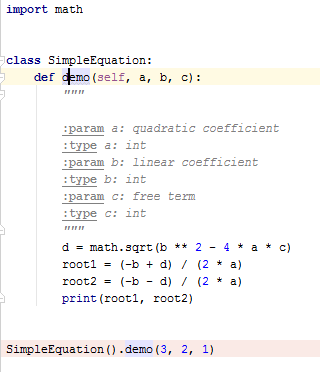 import math
class SimpleEquation:
    def demo(self, a, b, c):
        """
        :param a: quadratic coefficient
        :type a: int
        :param b: linear coefficient
        :type b: int
        :param c: free term
        :type c: int
        """
        d = math.sqrt(b ** 2 - 4 * a * c)
        root1 = (-b + d) / (2 * a)
        root2 = (-b - d) / (2 * a)
        print(root1, root2)
SimpleEquation().demo(3, 2, 1)